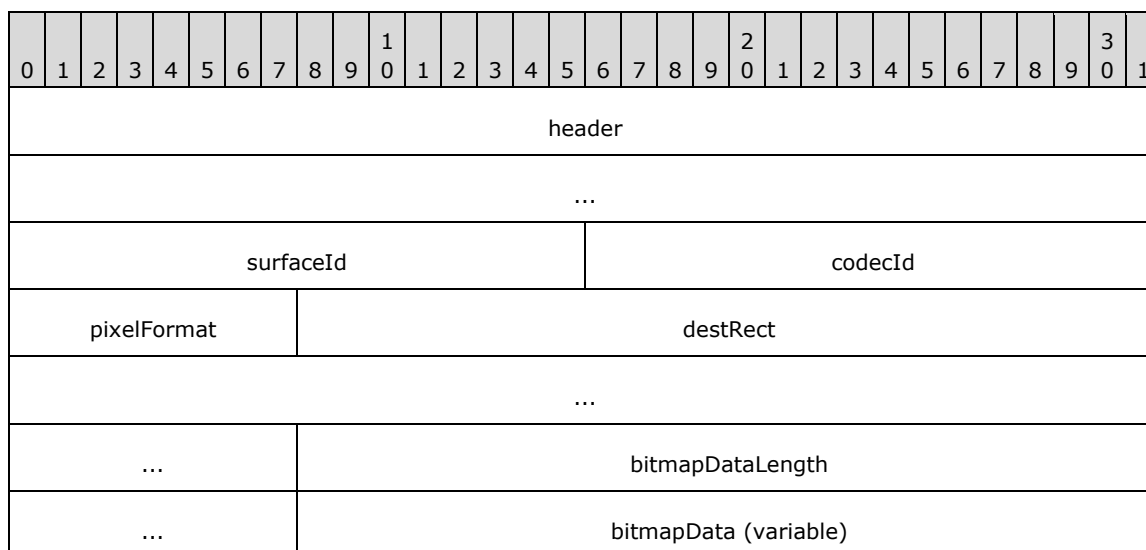 1 2 3
0 1 2 3 4 5 6 7 8 9 0 1 2 3 4 5 6 7 8 9 0 1 2 3 4 5 6 7 8 9 0 1
header
...
surfaceId codecId
pixelFormat destRect
...
... bitmapDataLength
... bitmapData (variable)